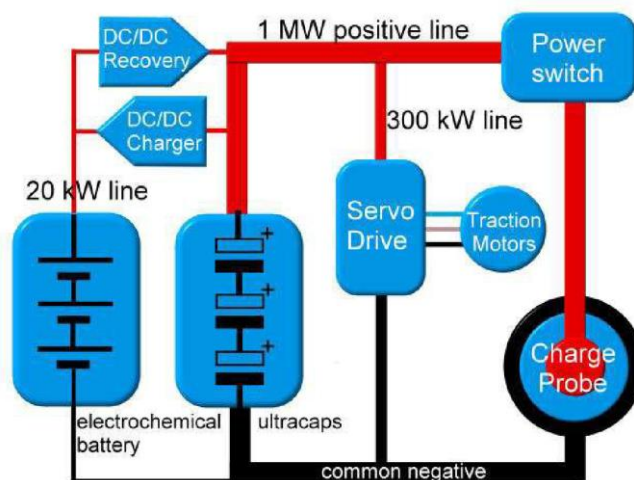 DC/DC
Recovery
1 MW positive line
Power
switch
DC/DC
Charger
300 kW line
20 kW line
Servo
Drive
Traction
Motors
+
+
+
Charge
Probe
electrochemical
battery
ultracaps
common negative